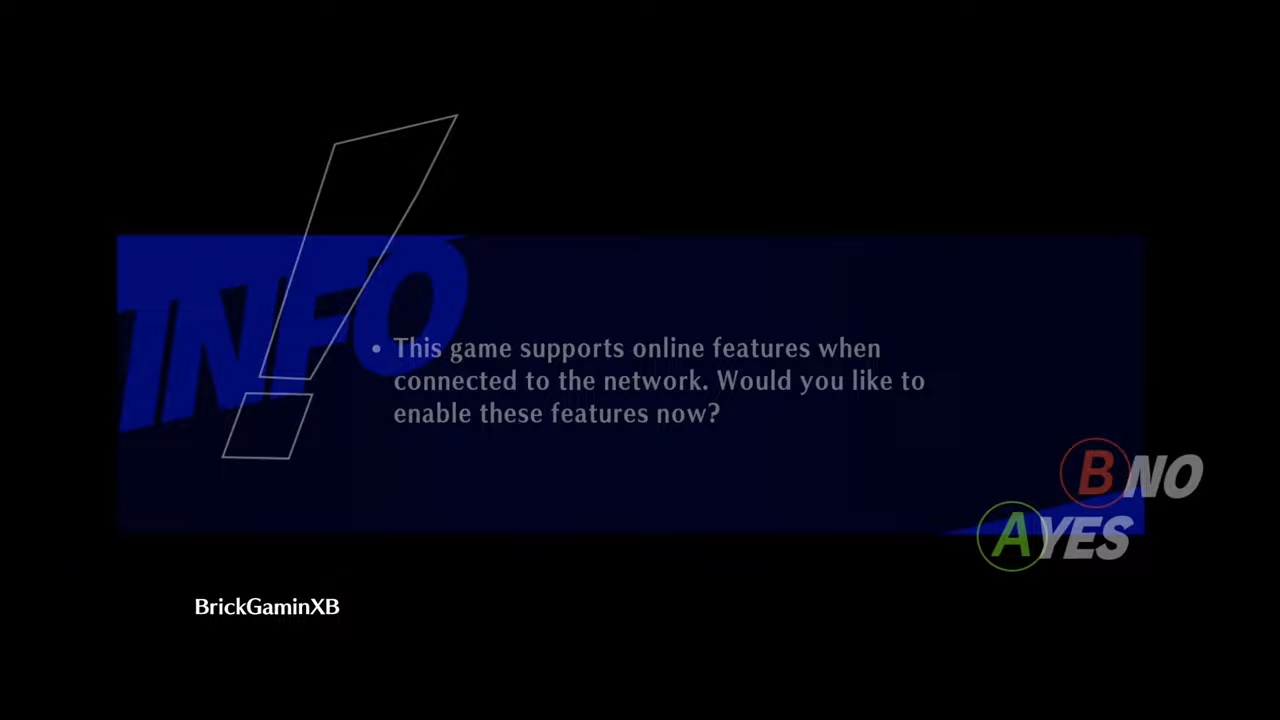 INFO
• This game supports online features when
connected to the network. Would you like to
enable these features now?
B NO
A YES
BrickGaminXB